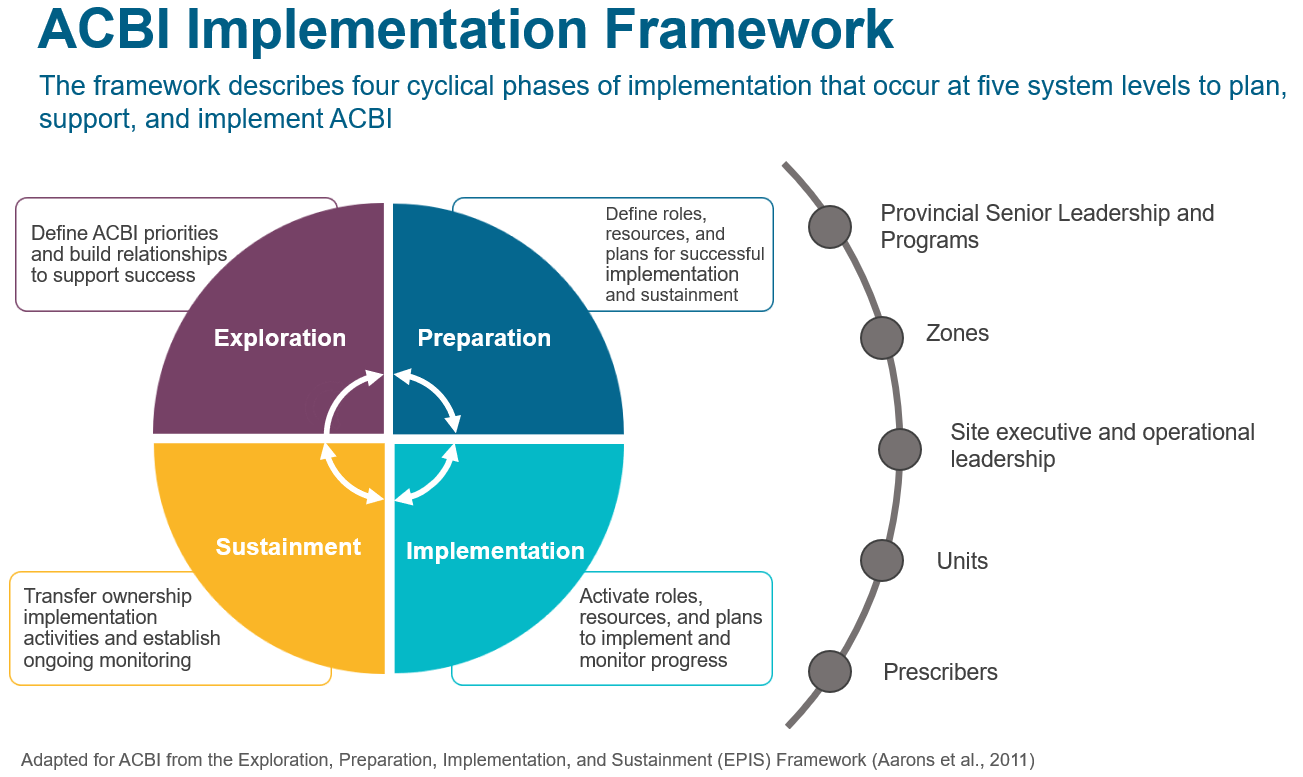 ACBI Implementation Framework
The framework describes four cyclical phases of implementation that occur at five system levels to plan,
support, and implement ACBI
Define ACBI priorities
and build relationships
to support success
Exploration
Define roles,
resources, and
plans for successful
implementation
and sustainment
Preparation
Sustainment
Transfer ownership
implementation
activities and establish
ongoing monitoring
Implementation
Activate roles,
resources, and plans
to implement and
monitor progress
Provincial Senior Leadership and
Programs
Zones
Site executive and operational
leadership
Units
Prescribers
Adapted for ACBI from the Exploration, Preparation, Implementation, and Sustainment (EPIS) Framework (Aarons et al., 2011)